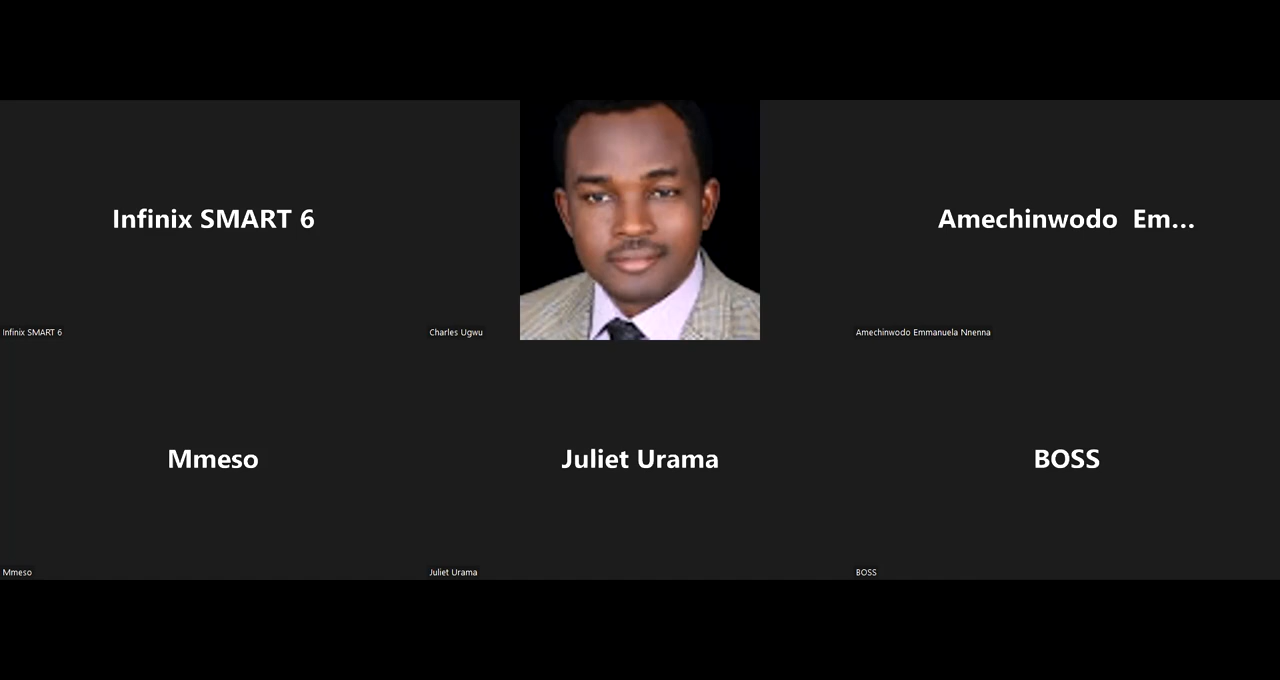 Infinix SMART 6
Amechinwodo  Em...
Infinix SMART 6
Charles Ugwu
Amechinwodo Emmanuela Nnenna
Mmeso
Juliet Urama
BOSS
Mmeso
Juliet Urama
BOSS